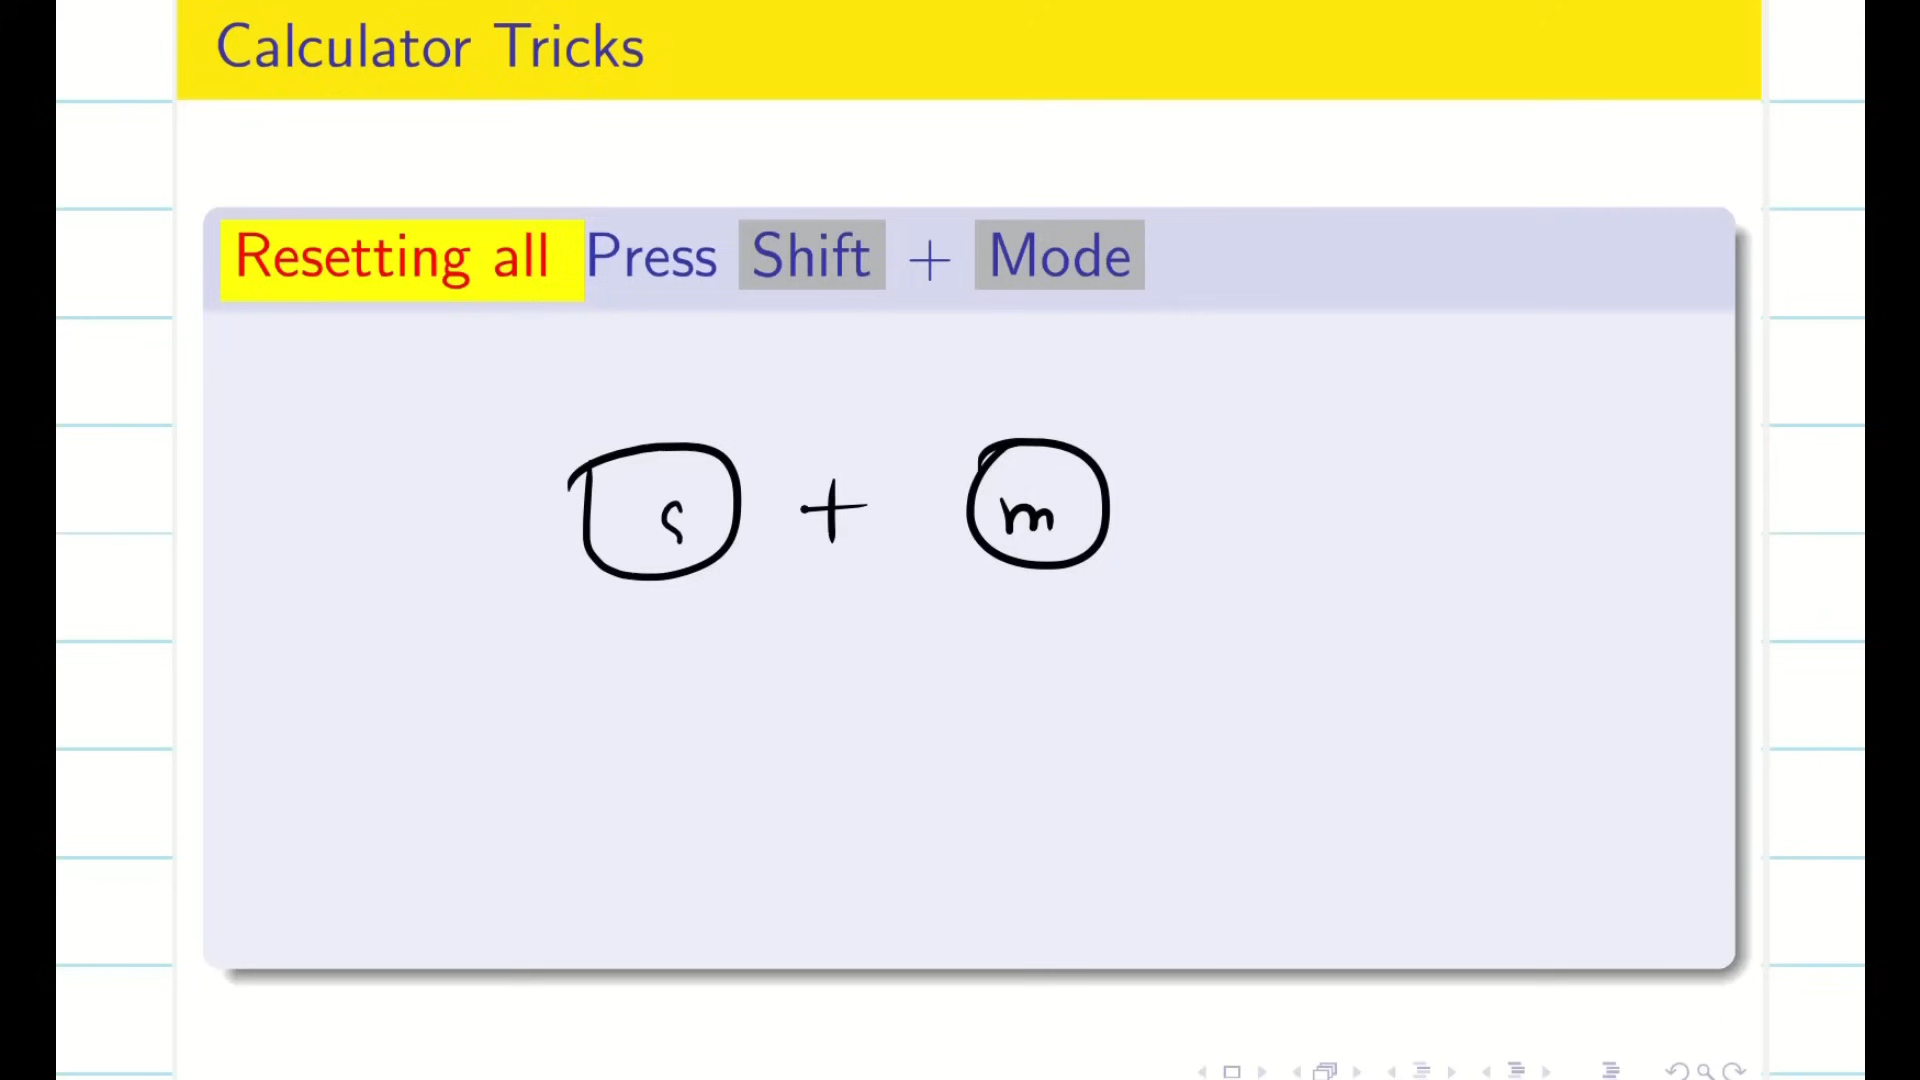 Calculator Tricks
Resetting all Press Shift + Mode
s + m